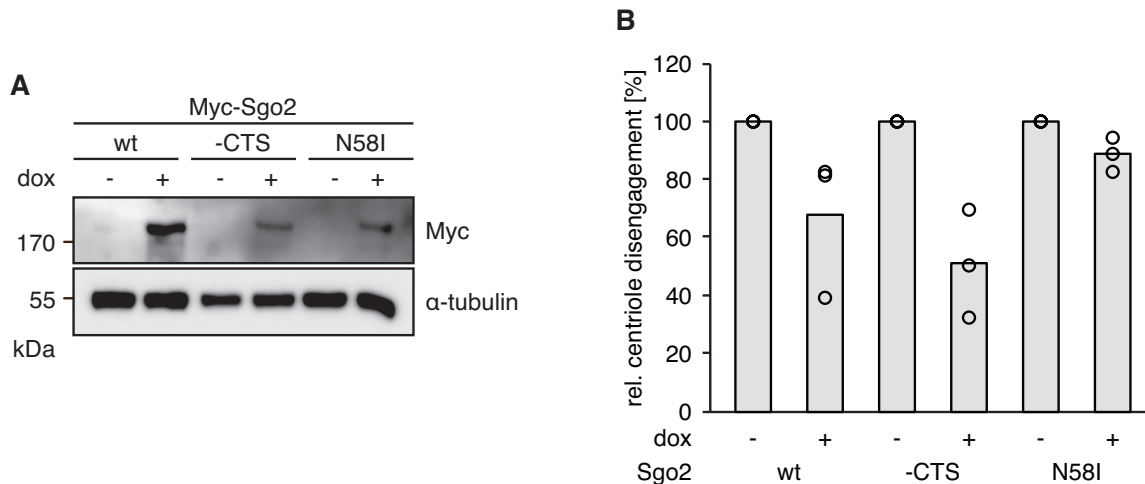 A
Myc-Sgo2
wt -CTS N58I
dox - + - + - +
170 Myc
55 α-tubulin
kDa
B
rel. centriole disengagement [%]
120
100
80
60
40
20
0
dox - + - + - +
Sgo2 wt -CTS N58I